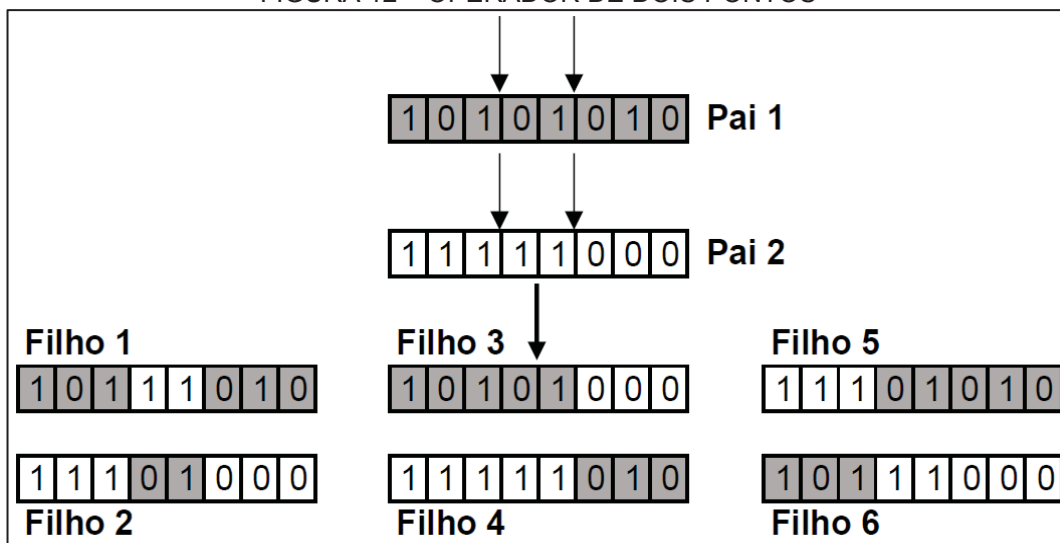 1 0 1 0 1 0 1 0 Pai 1
1 1 1 1 1 0 0 0 Pai 2
Filho 1 Filho 3 Filho 5
1 0 1 1 1 0 1 0 1 0 1 0 1 0 0 0 1 1 1 0 1 0 1 0
1 1 1 0 1 0 0 0 1 1 1 1 1 0 1 0 1 0 1 1 1 0 0 0
Filho 2 Filho 4 Filho 6